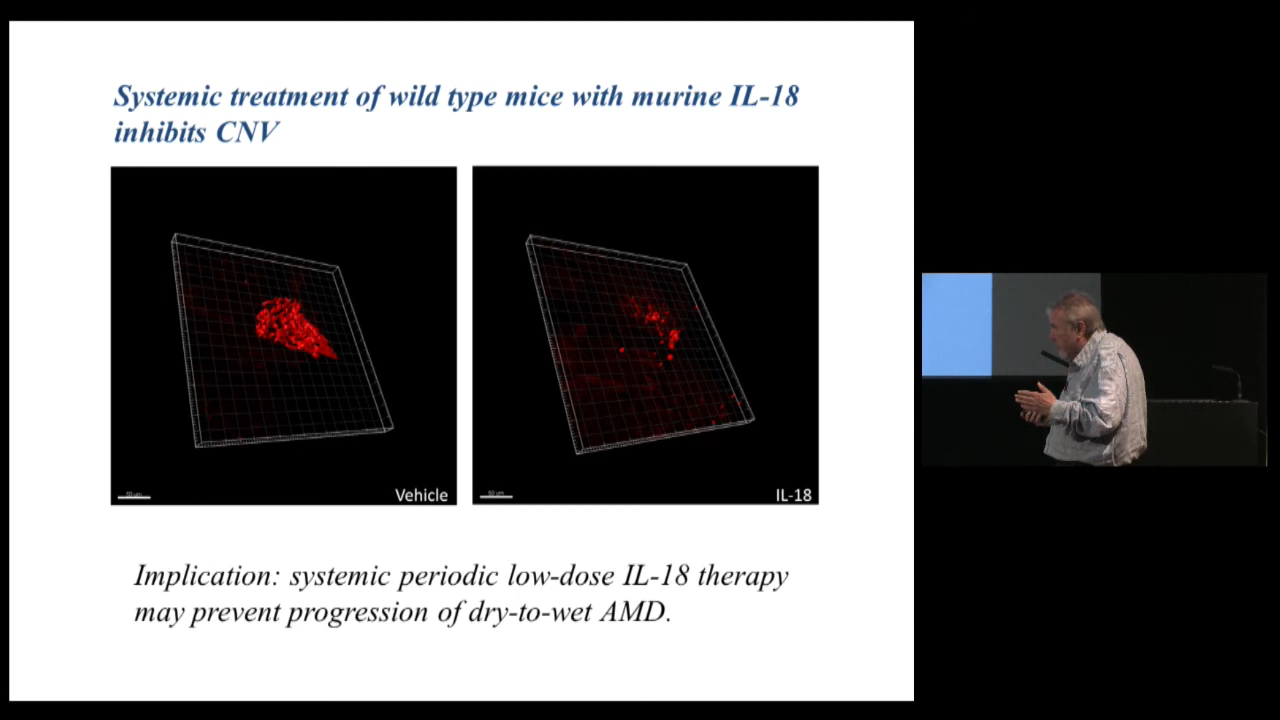 Systemic treatment of wild type mice with murine IL-18
inhibits CNV
Vehicle
IL-18
Implication: systemic periodic low-dose IL-18 therapy
may prevent progression of dry-to-wet AMD.